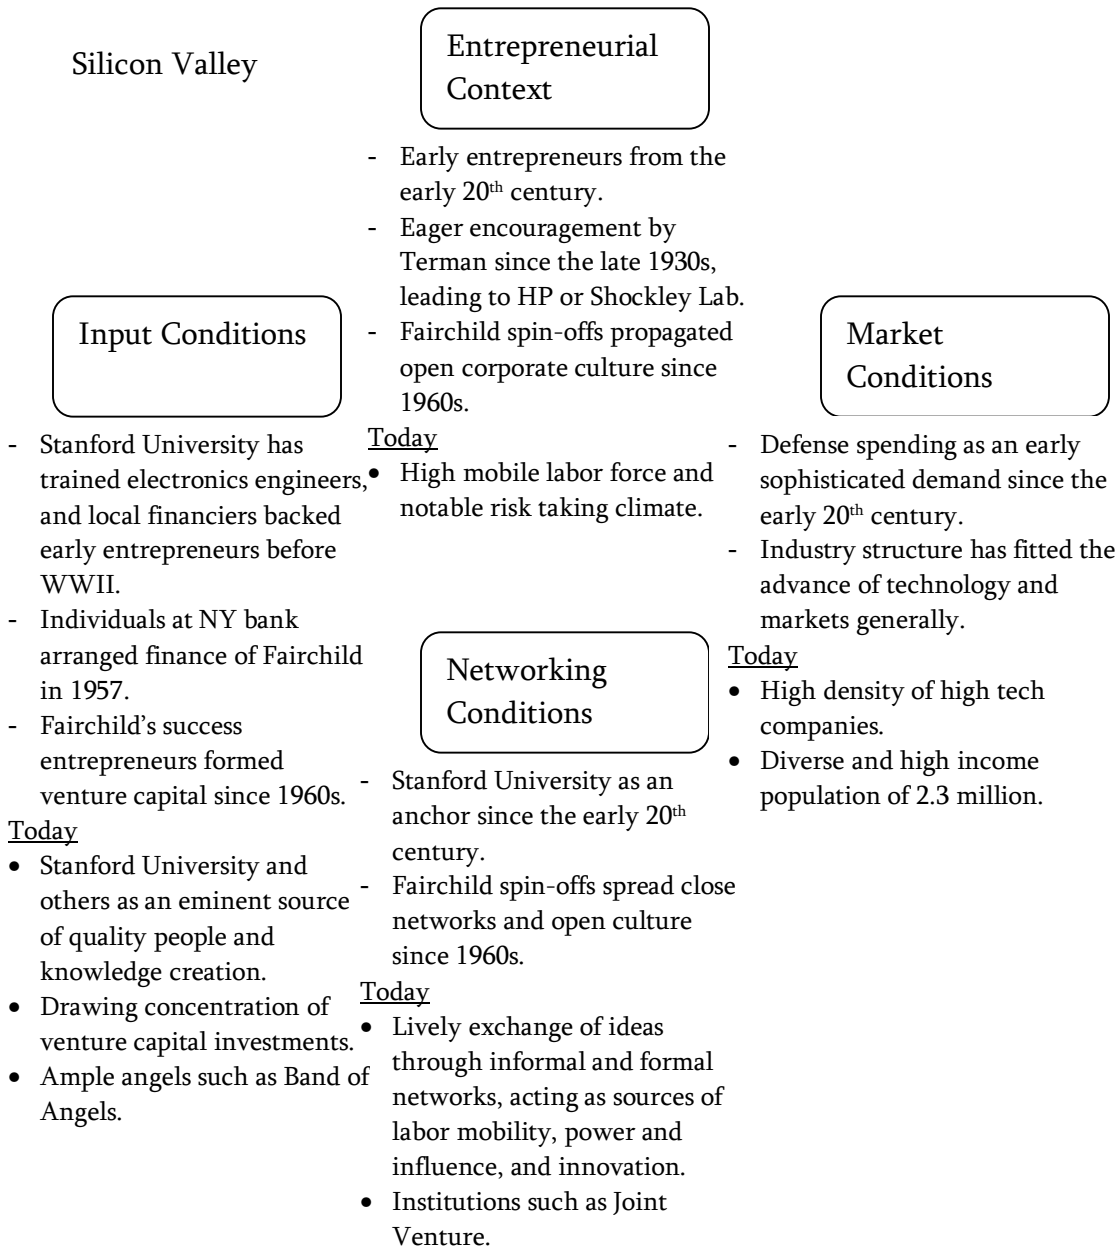 Silicon Valley
Entrepreneurial
Context
- Early entrepreneurs from the
early 20th century.
- Eager encouragement by
Terman since the late 1930s,
leading to HP or Shockley Lab.
- Fairchild spin-offs propagated
open corporate culture since
1960s.
Today
• High mobile labor force and
notable risk taking climate.
Input Conditions
- Stanford University has
trained electronics engineers,
and local financiers backed
early entrepreneurs before
WWII.
- Individuals at NY bank
arranged finance of Fairchild
in 1957.
- Fairchild’s success
entrepreneurs formed
venture capital since 1960s.
Today
• Stanford University and
others as an eminent source
of quality people and
knowledge creation.
• Drawing concentration of
venture capital investments.
• Ample angels such as Band of
Angels.
Market
Conditions
- Defense spending as an early
sophisticated demand since the
early 20th century.
- Industry structure has fitted the
advance of technology and
markets generally.
Today
• High density of high tech
companies.
• Diverse and high income
population of 2.3 million.
Networking
Conditions
- Stanford University as an
anchor since the early 20th
century.
- Fairchild spin-offs spread close
networks and open culture
since 1960s.
Today
• Lively exchange of ideas
through informal and formal
networks, acting as sources of
labor mobility, power and
influence, and innovation.
• Institutions such as Joint
Venture.